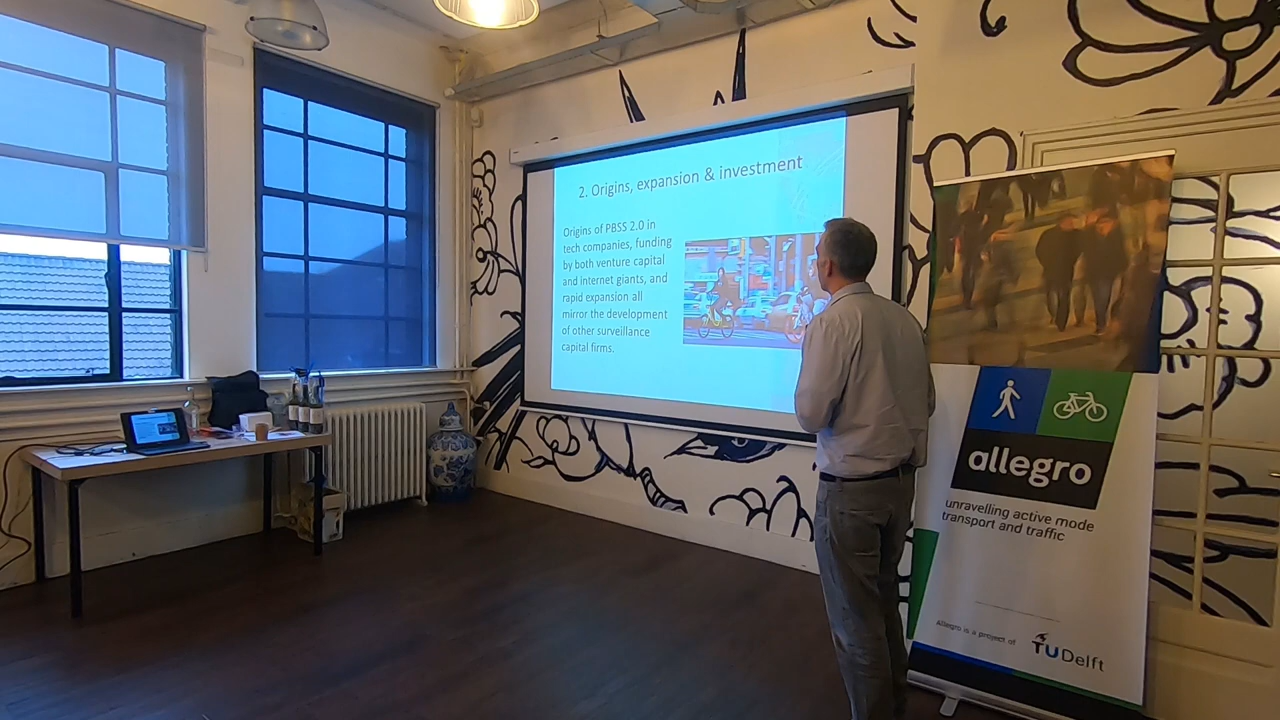 2. Origins, expansion & investment
Origins of PBSS 2.0 in
tech companies, funding
by both venture capital
and internet giants, and
rapid expansion all
mirror the development
of other surveillance
capital firms.
allegro
unravelling active mode
transport and traffic
Allegro is a project of
TU Delft